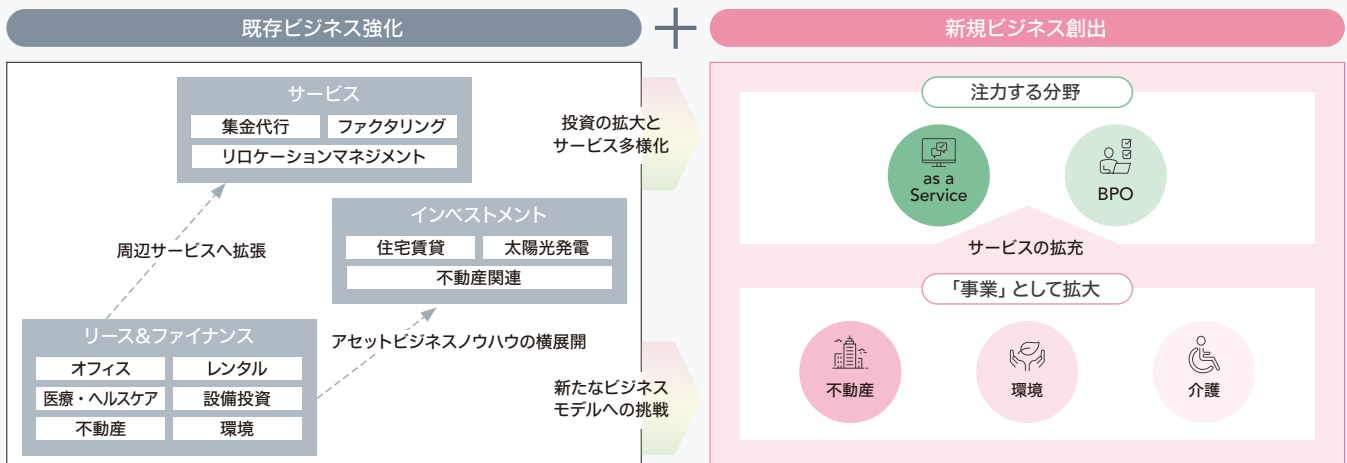 既存ビジネス強化
＋
新規ビジネス創出
サービス
集金代行
ファクタリング
リロケーションマネジメント
周辺サービスへ拡張
インベストメント
住宅賃貸
太陽光発電
不動産関連
リース&ファイナンス
オフィス
レンタル
医療・ヘルスケア
設備投資
不動産
環境
アセットビジネスノウハウの横展開
投資の拡大と
サービス多様化
新たなビジネス
モデルへの挑戦
注力する分野
as a
Service
BPO
サービスの拡充
「事業」として拡大
不動産
環境
介護